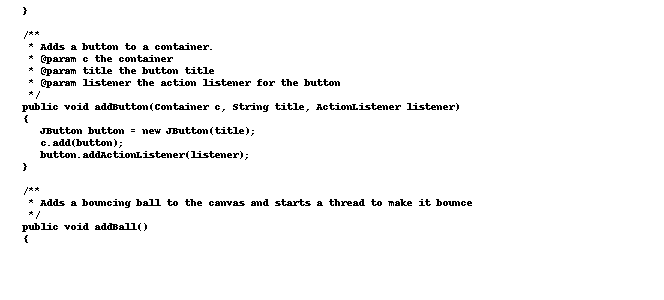 }

/**
 * Adds a button to a container.
 * @param c the container
 * @param title the button title
 * @param listener the action listener for the button
 */
public void addButton(Container c, String title, ActionListener listener)
{
   JButton button = new JButton(title);
   c.add(button);
   button.addActionListener(listener);
}

/**
 * Adds a bouncing ball to the canvas and starts a thread to make it bounce
 */
public void addBall()
{